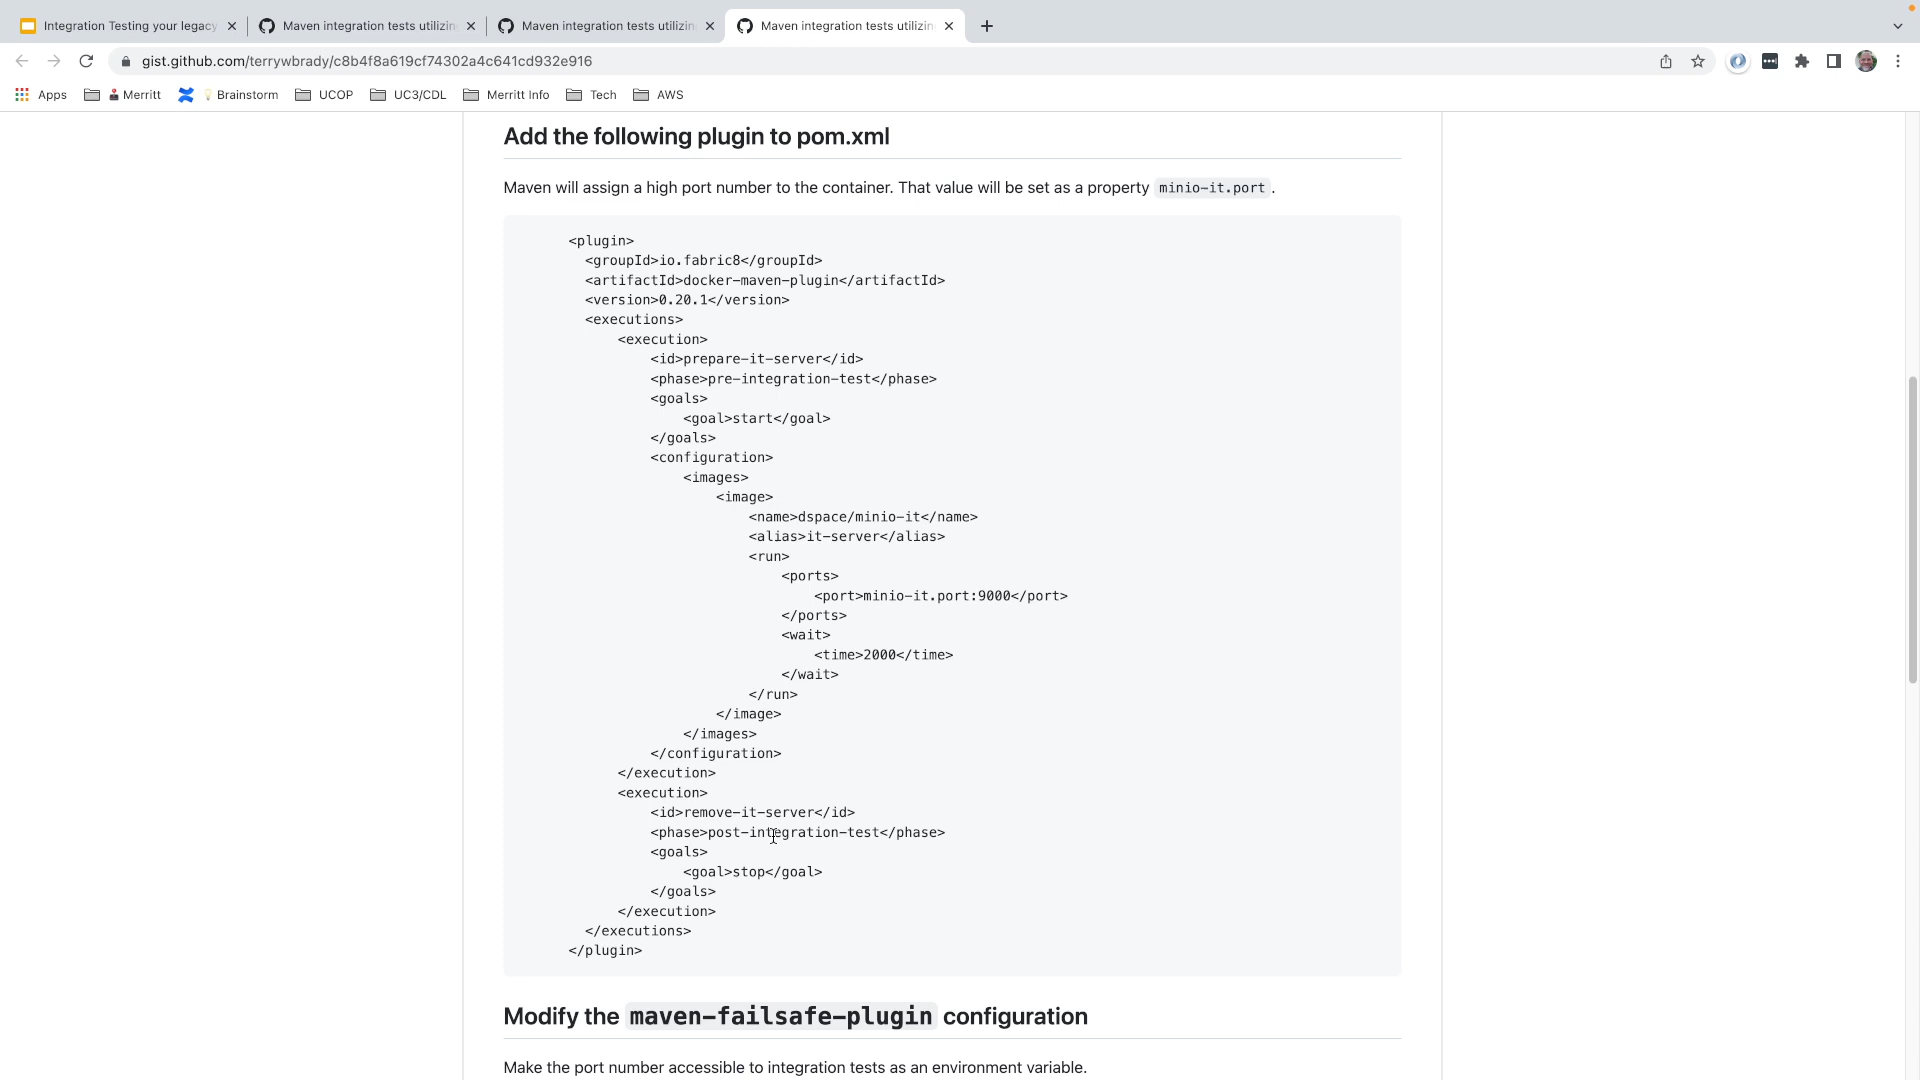 Integration Testing your legacy
Maven integration tests utilizin
Maven integration tests utilizin
Maven integration tests utilizin
gist.github.com/terrywbrady/c8b4f8a619cf74302a4c641cd932e916
Apps
Merritt
Brainstorm
UCOP
UC3/CDL
Merritt Info
Tech
AWS
Add the following plugin to pom.xml
Maven will assign a high port number to the container. That value will be set as a property minio-it.port.
<plugin>
<groupId>io.fabric8</groupId>
<artifactId>docker-maven-plugin</artifactId>
<version>0.20.1</version>
<executions>
<execution>
<id>prepare-it-server</id>
<phase>pre-integration-test</phase>
<goals>
<goal>start</goal>
</goals>
<configuration>
<images>
<image>
<name>dspace/minio-it</name>
<alias>it-server</alias>
<run>
<ports>
<port>minio-it.port:9000</port>
</ports>
<wait>
<time>2000</time>
</wait>
</run>
</image>
</images>
</configuration>
</execution>
<execution>
<id>remove-it-server</id>
<phase>post-integration-test</phase>
<goals>
<goal>stop</goal>
</goals>
</execution>
</executions>
</plugin>
Modify the maven-failsafe-plugin configuration
Make the port number accessible to integration tests as an environment variable.